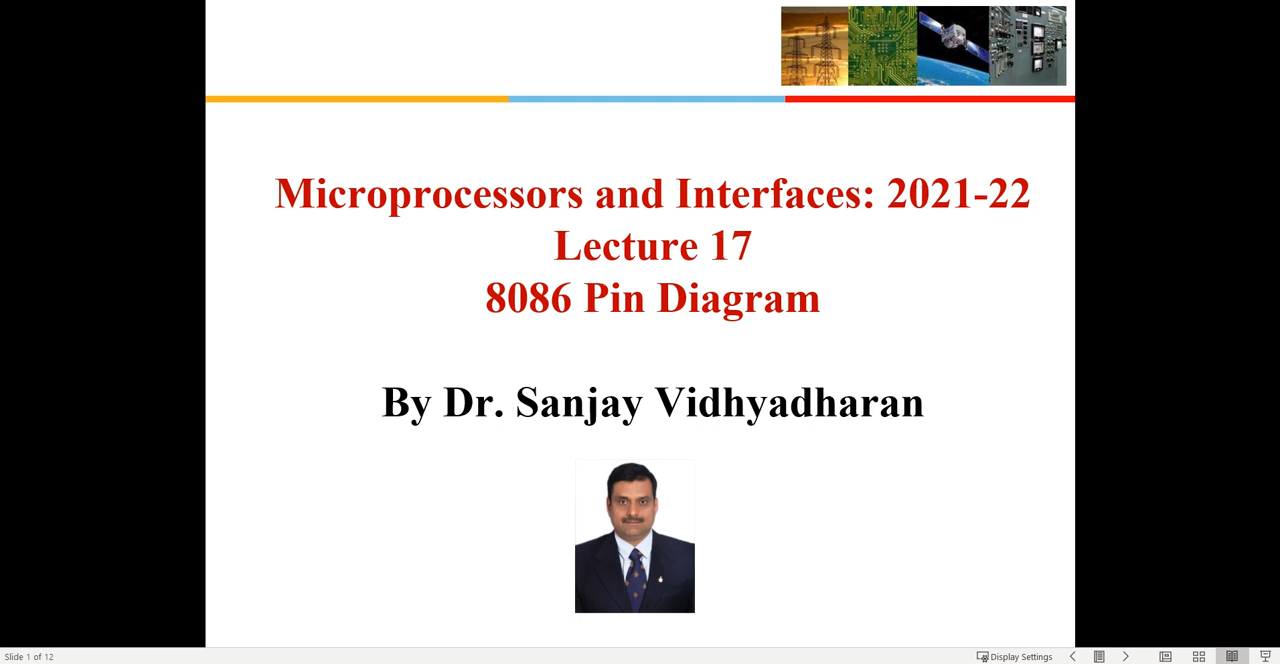 Microprocessors and Interfaces: 2021-22
Lecture 17
8086 Pin Diagram
By Dr. Sanjay Vidhyadharan
Slide 1 of 12
Display Settings